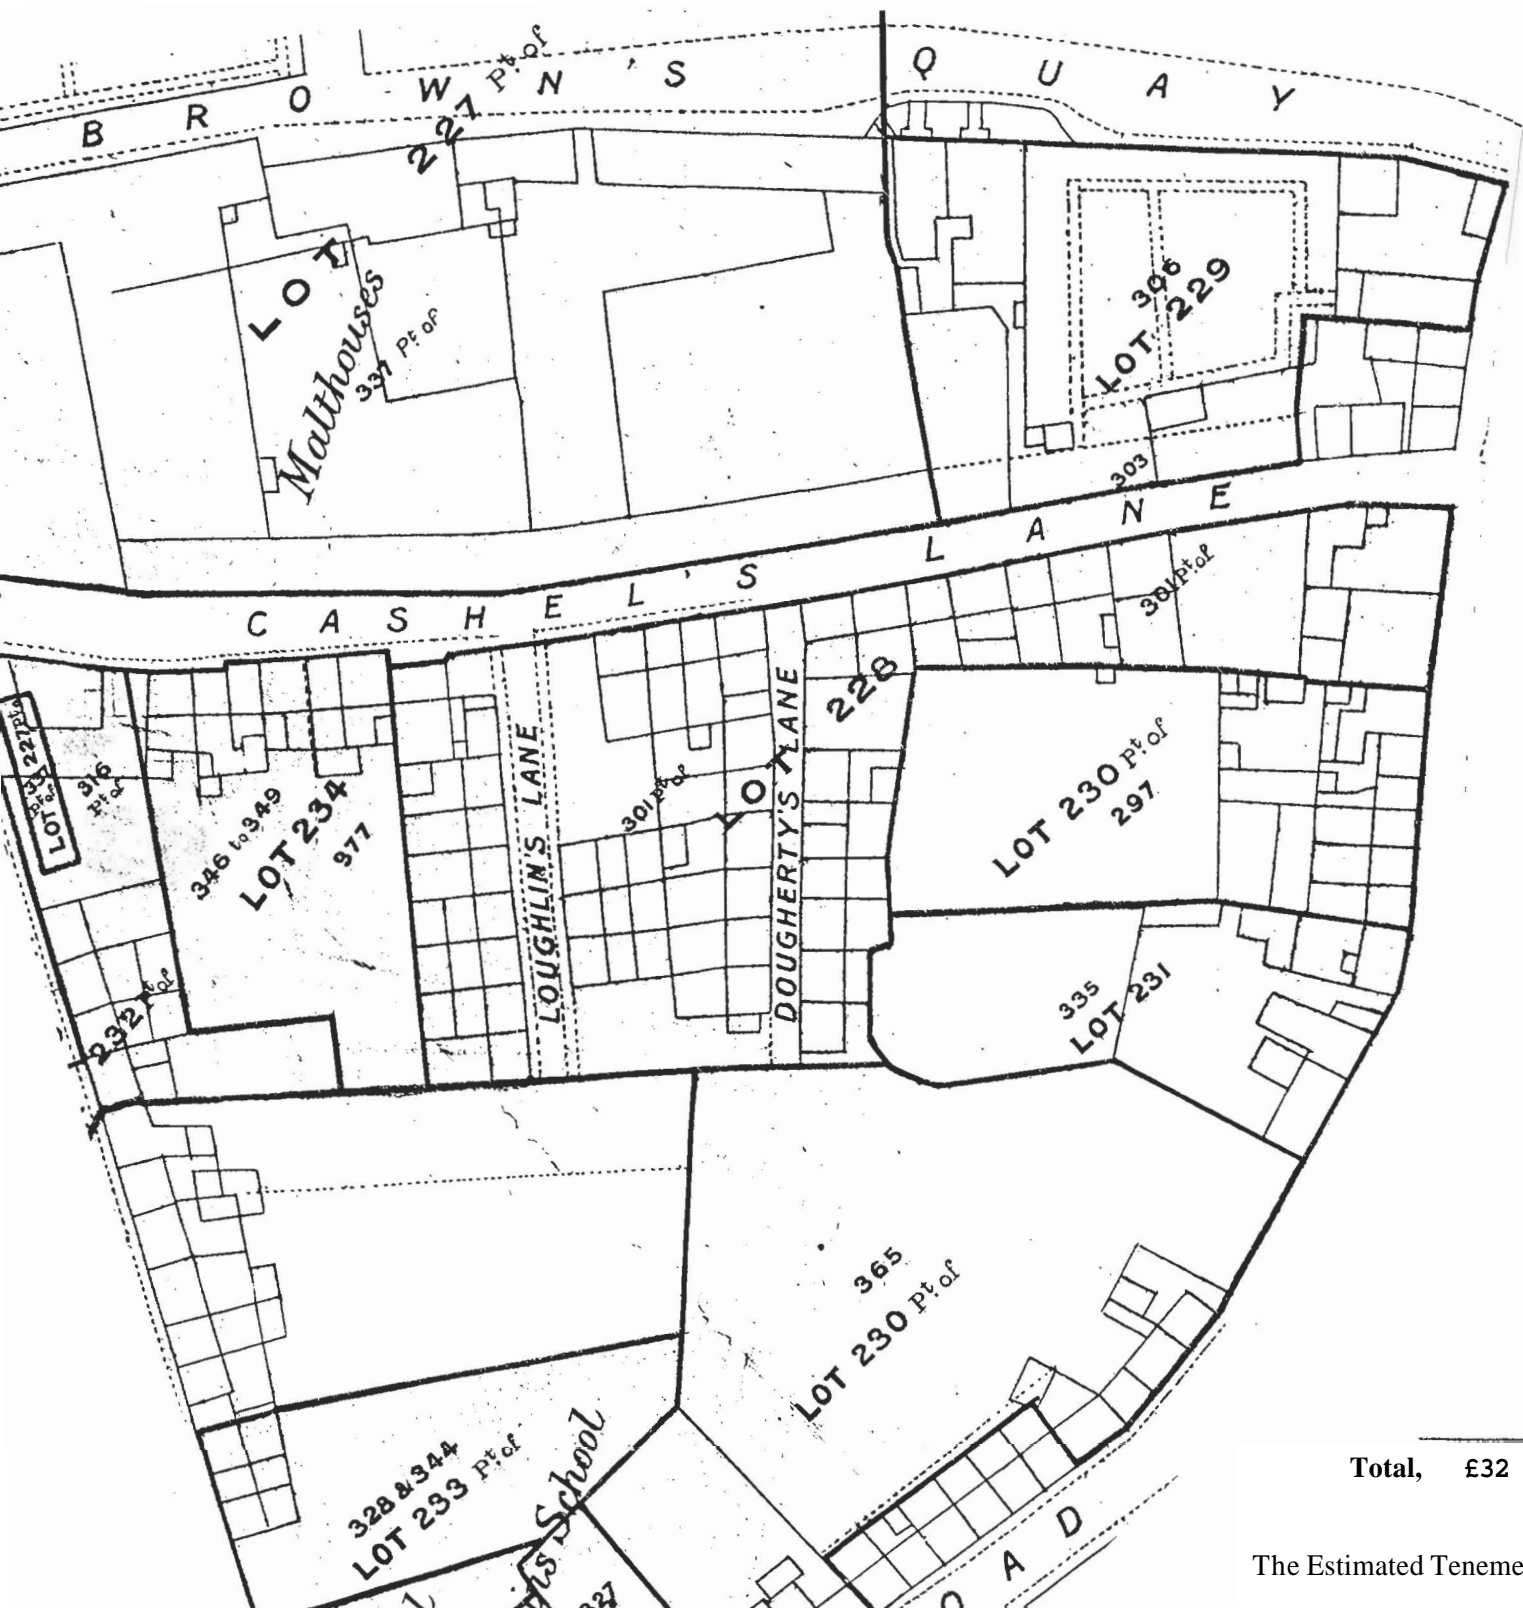 BROWN'S QUAY
227 Pt. of
LOT
Malthouses
337 Pt of
306
LOT 229
303
CASHEL'S LANE
301 Pt. of
228
LOT
301 Pt of
LOUGHLIN'S LANE
DOUGHERTY'S LANE
LOT 227 Pt of
316
Pt of
346 to 349
LOT 234
377
LOT 230 Pt. of
297
232 Pt of
335
LOT 231
365
LOT 230 Pt. of
328 & 344
LOT 233 Pt. of
School
327
OAD
Total, £32
The Estimated Teneme